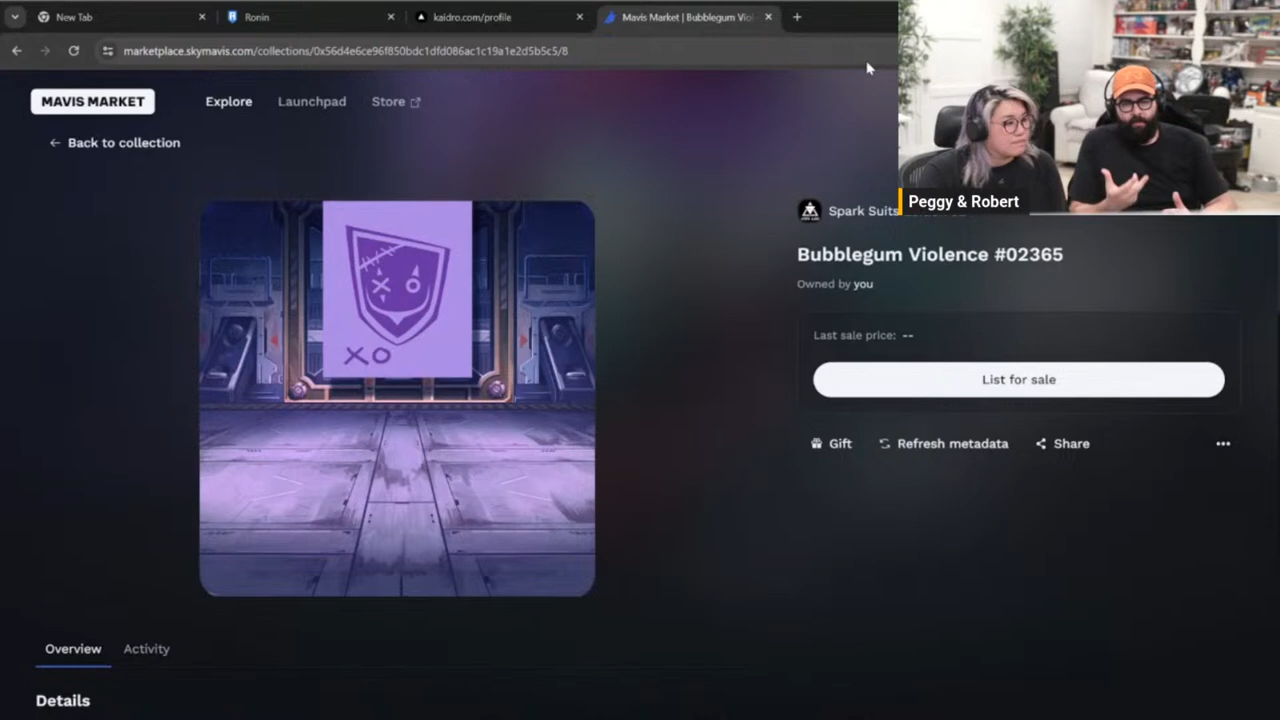 New Tab
Ronin
kaidro.com/profile
Mavis Market | Bubblegum Viol
marketplace.skymavis.com/collections/0x56d4e6ce96f850bdc1dfd086ac1c19a1e2d5b5c5/8
MAVIS MARKET
Explore
Launchpad
Store
Back to collection
Peggy & Robert
XO
XO
Spark Suits
Bubblegum Violence #02365
Owned by you
Last sale price: --
List for sale
Gift
Refresh metadata
Share
Overview
Activity
Details